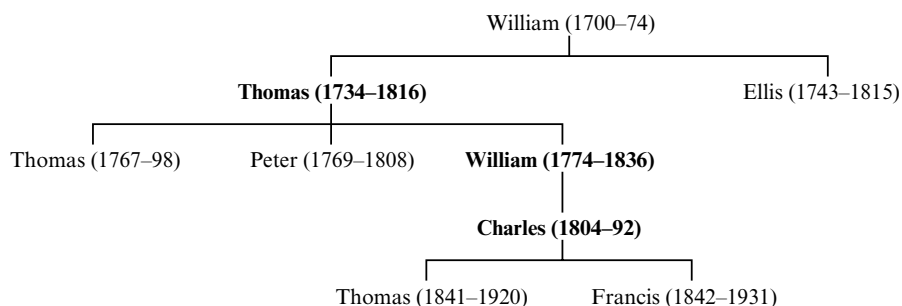 William (1700–74)
Thomas (1734–1816)
Ellis (1743–1815)
Thomas (1767–98)
Peter (1769–1808)
William (1774–1836)
Charles (1804–92)
Thomas (1841–1920)
Francis (1842–1931)